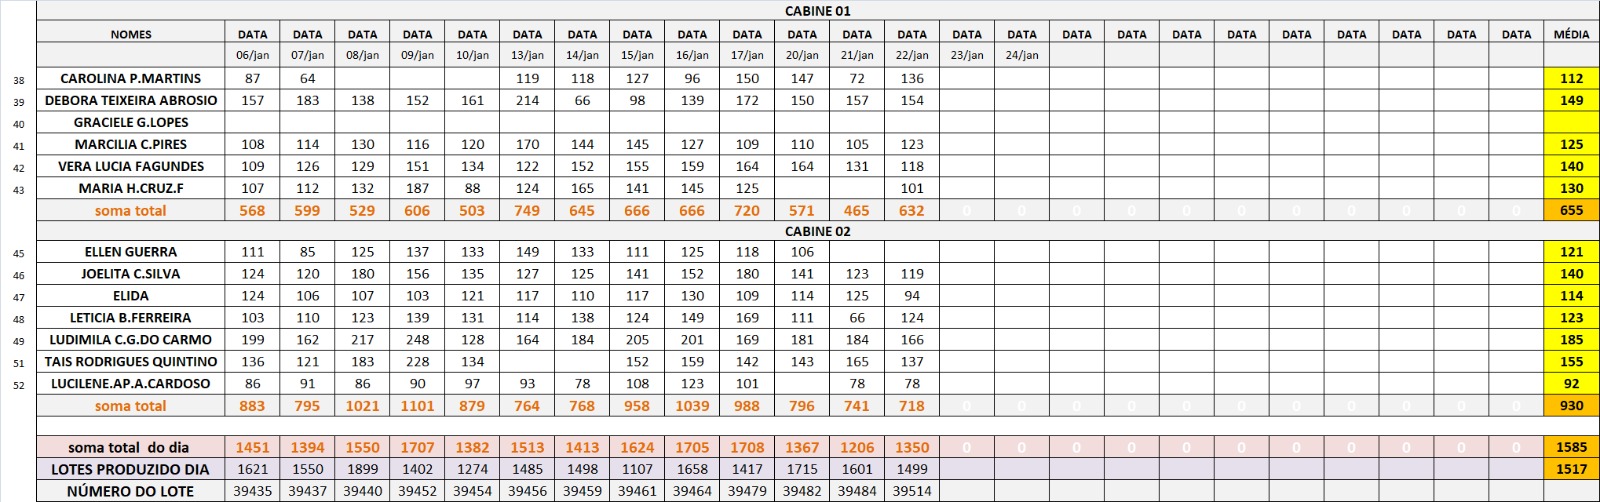 CABINE 01
NOMES DATA DATA DATA DATA DATA DATA DATA DATA DATA DATA DATA DATA DATA DATA DATA DATA DATA DATA DATA DATA DATA DATA DATA DATA MÉDIA
06/jan 07/jan 08/jan 09/jan 10/jan 13/jan 14/jan 15/jan 16/jan 17/jan 20/jan 21/jan 22/jan 23/jan 24/jan
38 CAROLINA P.MARTINS 87 64 119 118 127 96 150 147 72 136 112
39 DEBORA TEIXEIRA ABROSIO 157 183 138 152 161 214 66 98 139 172 150 157 154 149
40 GRACIELE G.LOPES
41 MARCILIA C.PIRES 108 114 130 116 120 170 144 145 127 109 110 105 123 125
42 VERA LUCIA FAGUNDES 109 126 129 151 134 122 152 155 159 164 164 131 118 140
43 MARIA H.CRUZ.F 107 112 132 187 88 124 165 141 145 125 101 130
soma total 568 599 529 606 503 749 645 666 666 720 571 465 632 0 0 0 0 0 0 0 0 0 0 0 655
CABINE 02
45 ELLEN GUERRA 111 85 125 137 133 149 133 111 125 118 106 121
46 JOELITA C.SILVA 124 120 180 156 135 127 125 141 152 180 141 123 119 140
47 ELIDA 124 106 107 103 121 117 110 117 130 109 114 125 94 114
48 LETICIA B.FERREIRA 103 110 123 139 131 114 138 124 149 169 111 66 124 123
49 LUDIMILA C.G.DO CARMO 199 162 217 248 128 164 184 205 201 169 181 184 166 185
51 TAIS RODRIGUES QUINTINO 136 121 183 228 134 152 159 142 143 165 137 155
52 LUCILENE.AP.A.CARDOSO 86 91 86 90 97 93 78 108 123 101 78 78 92
soma total 883 795 1021 1101 879 764 768 958 1039 988 796 741 718 0 0 0 0 0 0 0 0 0 0 0 930
soma total do dia 1451 1394 1550 1707 1382 1513 1413 1624 1705 1708 1367 1206 1350 0 0 0 0 0 0 0 0 0 0 0 1585
LOTES PRODUZIDO DIA 1621 1550 1899 1402 1274 1485 1498 1107 1658 1417 1715 1601 1499 1517
NÚMERO DO LOTE 39435 39437 39440 39452 39454 39456 39459 39461 39464 39479 39482 39484 39514